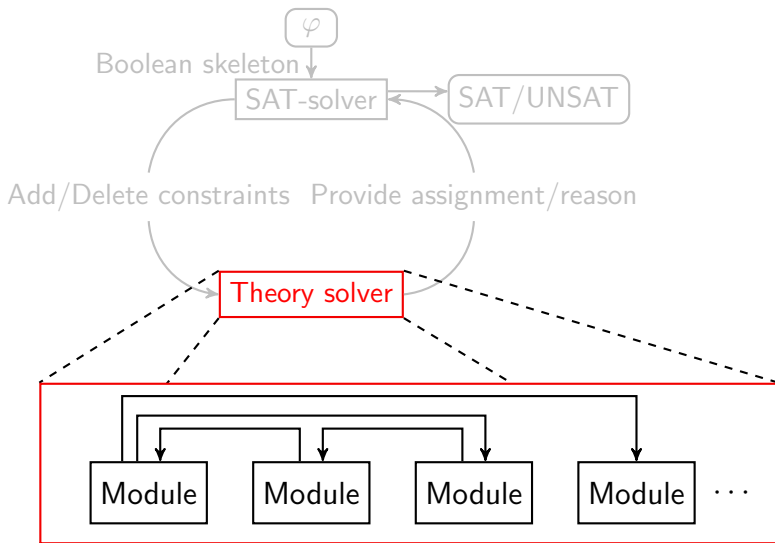 φ
Boolean skeleton
SAT-solver
SAT/UNSAT
Add/Delete constraints
Provide assignment/reason
Theory solver
Module
Module
Module
Module
···